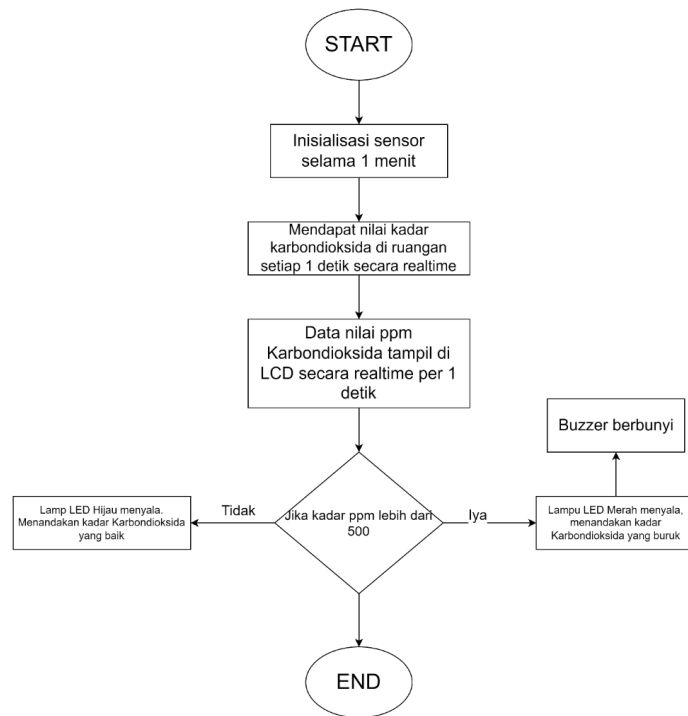 START
Inisialisasi sensor
selama 1 menit
Mendapat nilai kadar
karbondioksida di ruangan
setiap 1 detik secara realtime
Data nilai ppm
Karbondioksida tampil di
LCD secara realtime per 1
detik
Buzzer berbunyi
Lamp LED Hijau menyala.
Menandakan kadar Karbondioksida
yang baik
Tidak
Jika kadar ppm lebih dari
500
Iya
Lampu LED Merah menyala,
menandakan kadar
Karbondioksida yang buruk
END